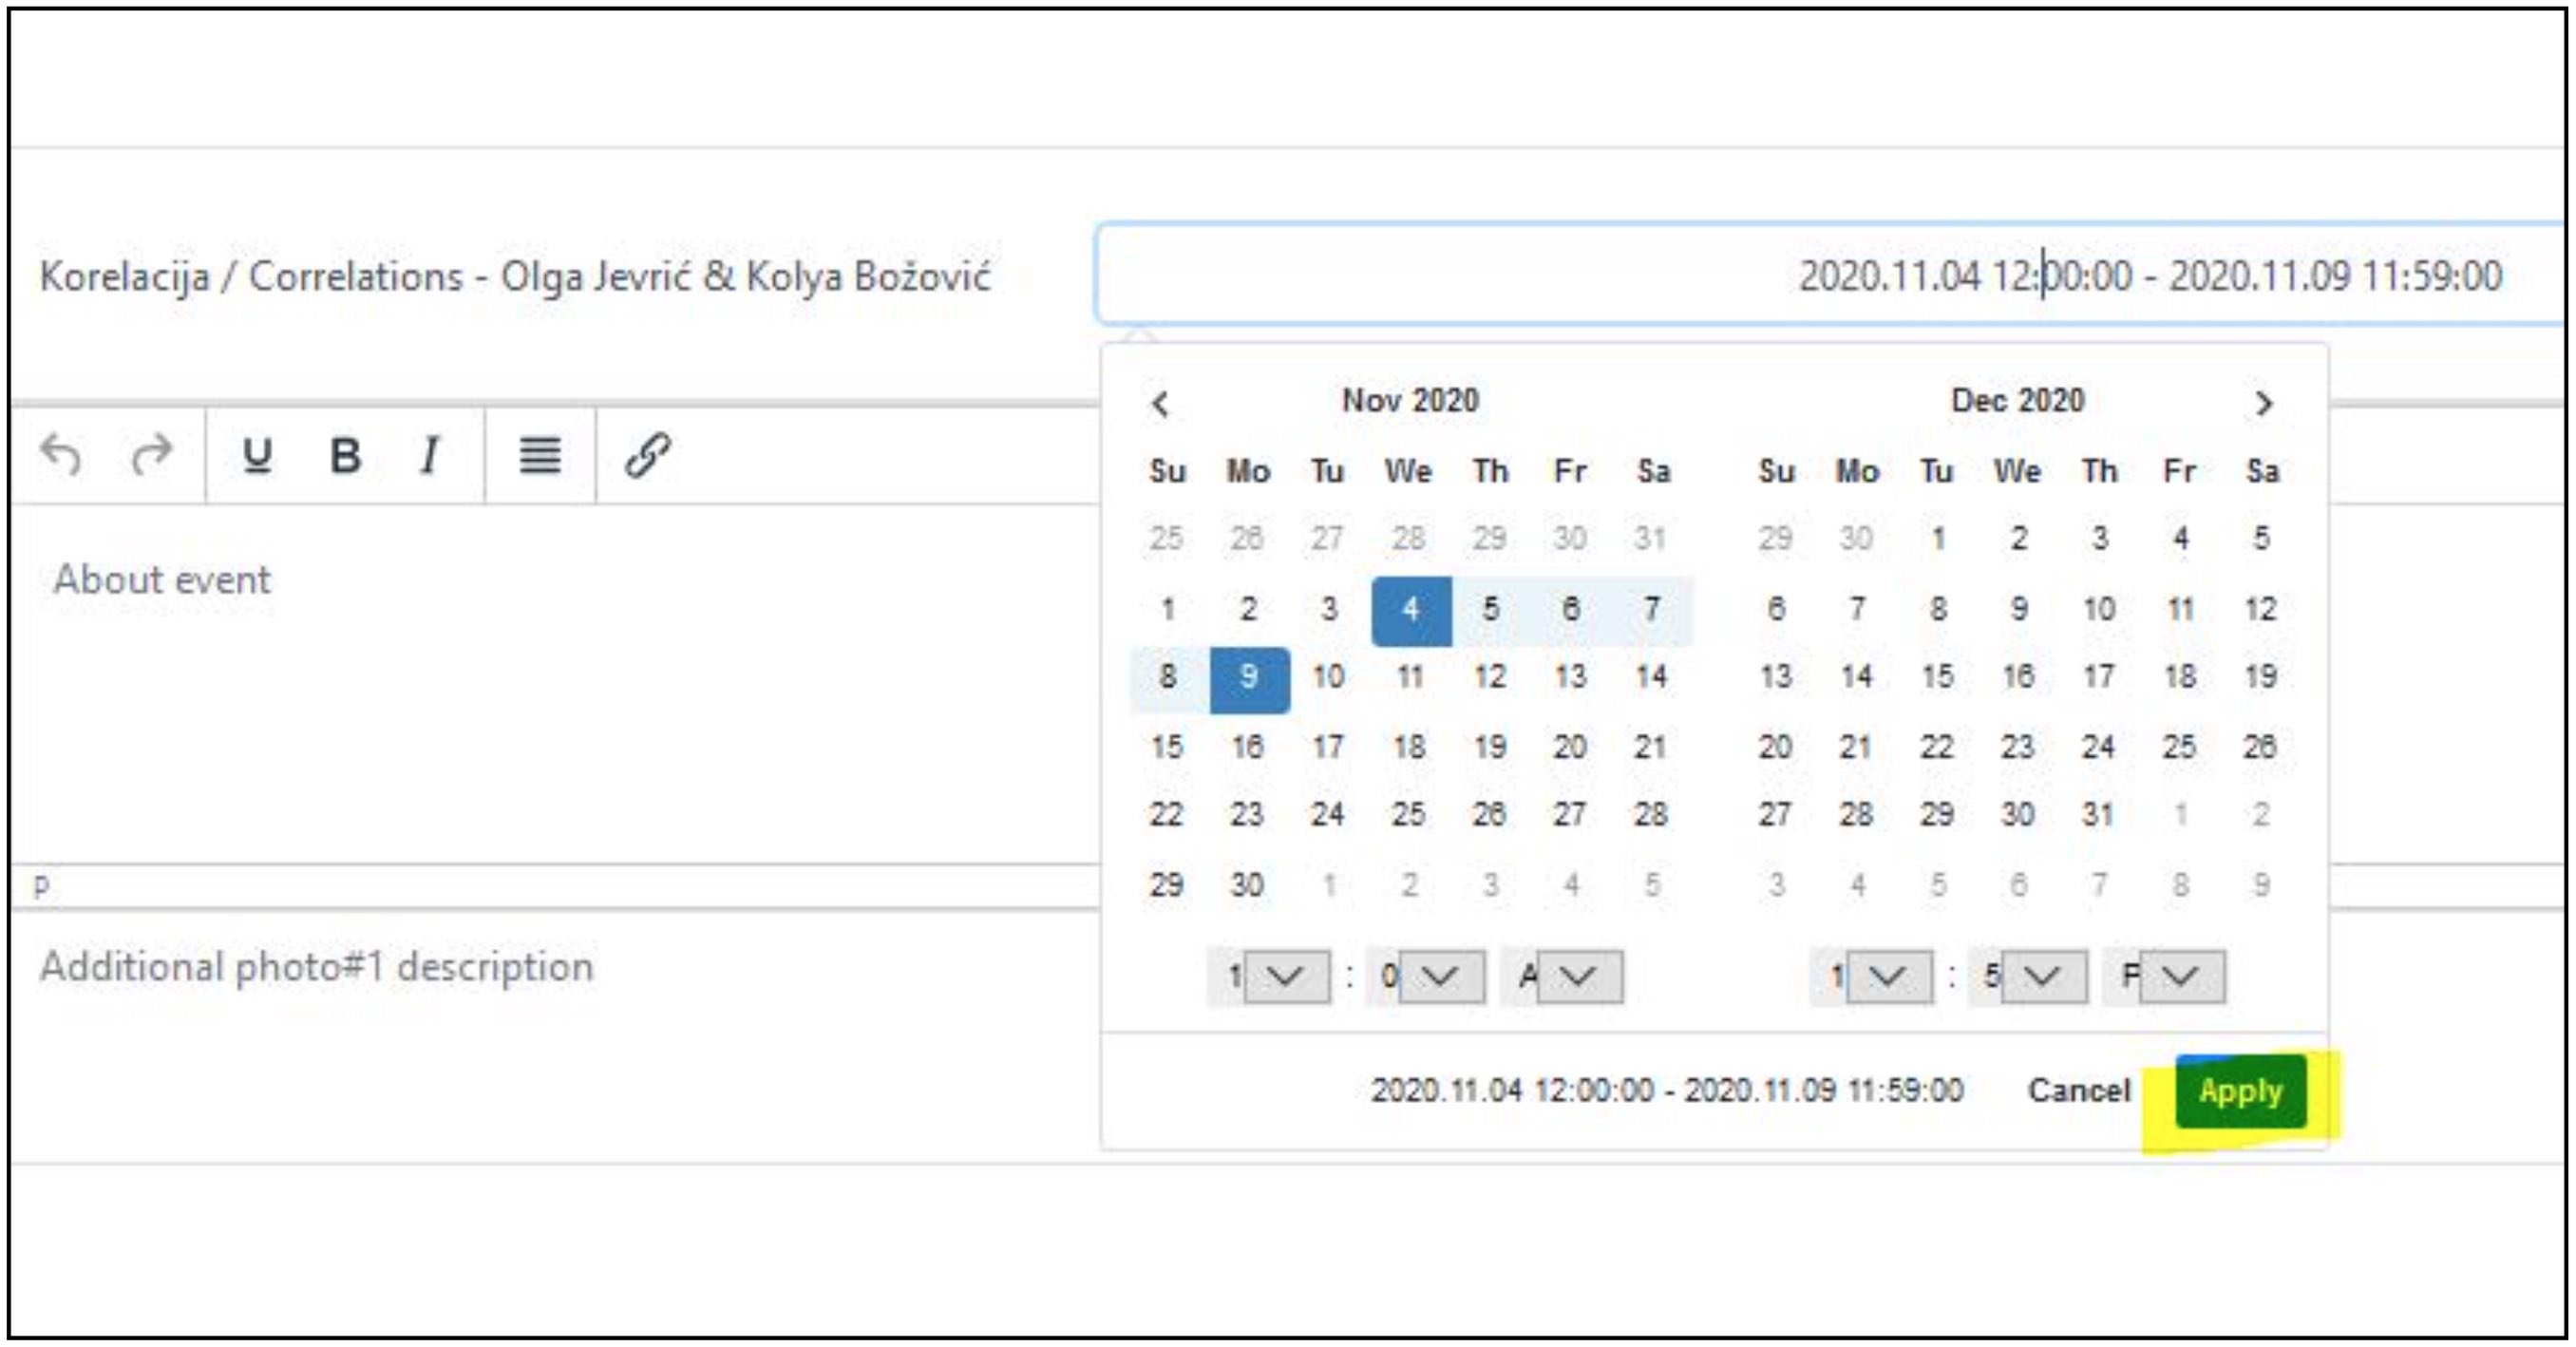 Korelacija / Correlations - Olga Jevrić & Kolya Božović
2020.11.04 12:00:00 - 2020.11.09 11:59:00
U B I
About event
P
Additional photo#1 description
Nov 2020
Su Mo Tu We Th Fr Sa
25 26 27 28 29 30 31
1 2 3 4 5 6 7
8 9 10 11 12 13 14
15 16 17 18 19 20 21
22 23 24 25 26 27 28
29 30 1 2 3 4 5
1 : 0 A
Dec 2020
Su Mo Tu We Th Fr Sa
29 30 1 2 3 4 5
6 7 8 9 10 11 12
13 14 15 16 17 18 19
20 21 22 23 24 25 26
27 28 29 30 31 1 2
3 4 5 6 7 8 9
1 : 5 P
2020.11.04 12:00:00 - 2020.11.09 11:59:00 Cancel Apply